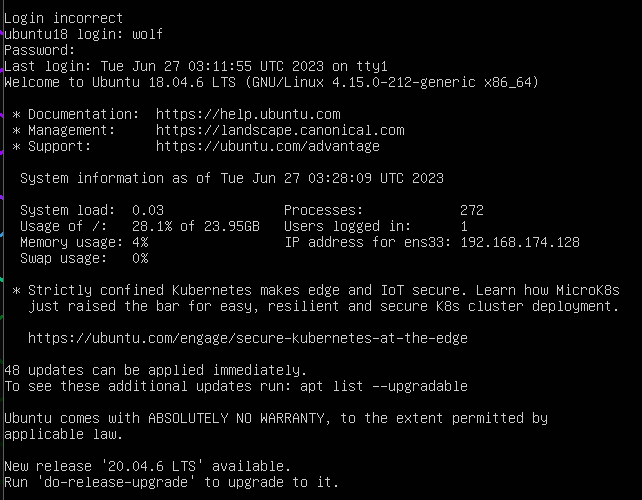 Login incorrect
ubuntu18 login: wolf
Password:
Last login: Tue Jun 27 03:11:55 UTC 2023 on tty1
Welcome to Ubuntu 18.04.6 LTS (GNU/Linux 4.15.0-212-generic x86_64)
* Documentation:  https://help.ubuntu.com
* Management:     https://landscape.canonical.com
* Support:        https://ubuntu.com/advantage
System information as of Tue Jun 27 03:28:09 UTC 2023
System load:  0.03               Processes:            272
Usage of /:   28.1% of 23.95GB   Users logged in:      1
Memory usage: 4%                 IP address for ens33: 192.168.174.128
Swap usage:   0%
* Strictly confined Kubernetes makes edge and IoT secure. Learn how MicroK8s
just raised the bar for easy, resilient and secure K8s cluster deployment.
https://ubuntu.com/engage/secure-kubernetes-at-the-edge
48 updates can be applied immediately.
To see these additional updates run: apt list --upgradable
Ubuntu comes with ABSOLUTELY NO WARRANTY, to the extent permitted by
applicable law.
New release '20.04.6 LTS' available.
Run 'do-release-upgrade' to upgrade to it.